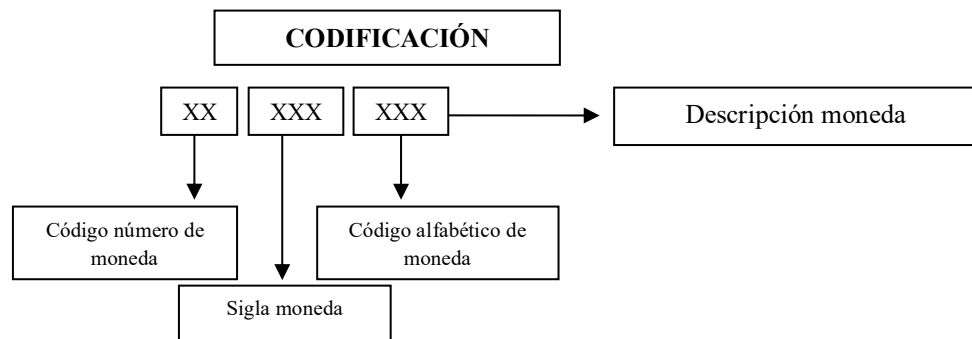 CODIFICACIÓN
XX XXX XXX
Descripción moneda
Código número de
moneda
Código alfabético de
moneda
Sigla moneda